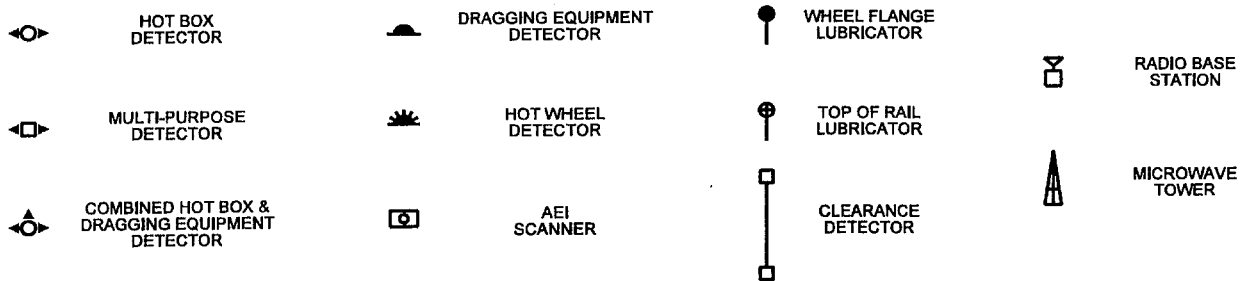 HOT BOX
DETECTOR
MULTI-PURPOSE
DETECTOR
COMBINED HOT BOX &
DRAGGING EQUIPMENT
DETECTOR
DRAGGING EQUIPMENT
DETECTOR
HOT WHEEL
DETECTOR
AEI
SCANNER
WHEEL FLANGE
LUBRICATOR
TOP OF RAIL
LUBRICATOR
CLEARANCE
DETECTOR
RADIO BASE
STATION
MICROWAVE
TOWER